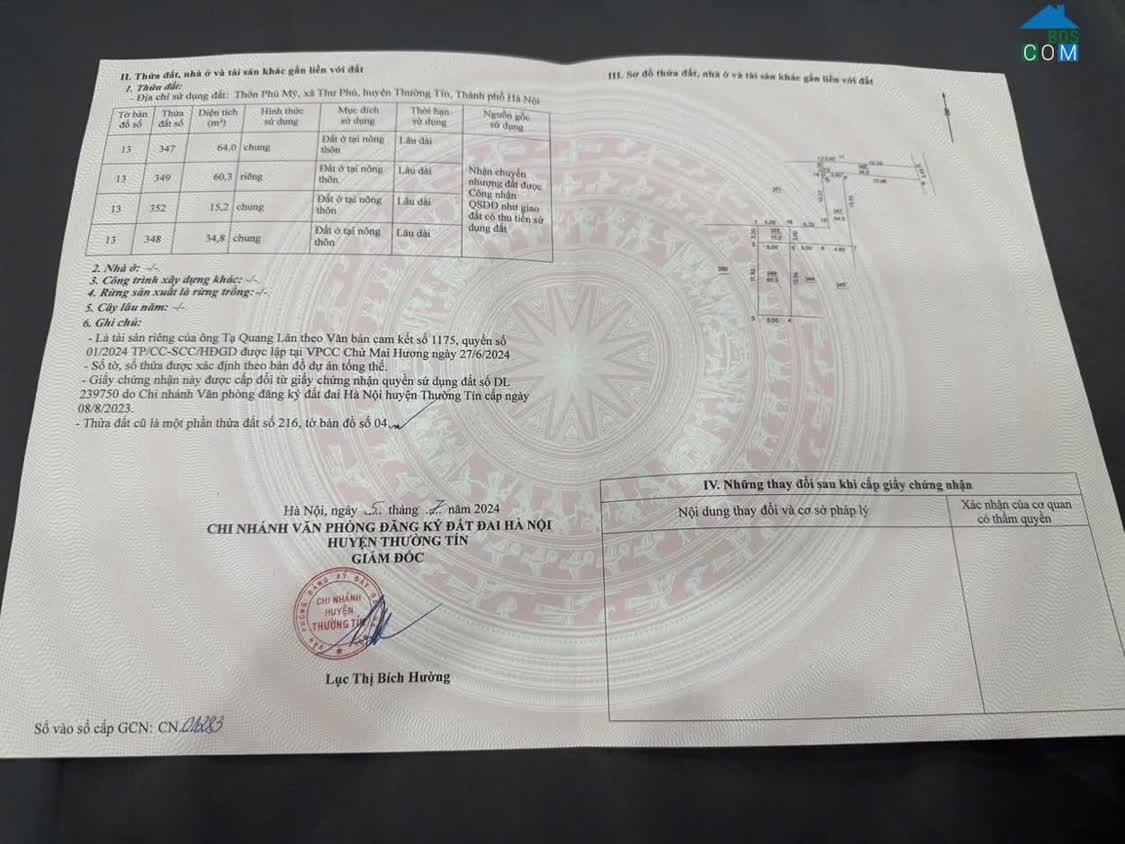 BDS
COM
II. Thửa đất, nhà ở và tài sản khác gắn liền với đất
1. Thửa đất:
- Địa chỉ sử dụng đất: Thôn Phú Mỹ, xã Thư Phú, huyện Thường Tín, Thành phố Hà Nội
Tờ bản đồ số Thửa đất số Diện tích (m²) Hình thức sử dụng Mục đích sử dụng Thời hạn sử dụng Nguồn gốc sử dụng
13 347 64,0 chung Đất ở tại nông thôn Lâu dài
13 349 60,3 riêng Đất ở tại nông thôn Lâu dài
13 352 15,2 chung Đất ở tại nông thôn Lâu dài
13 348 34,8 chung Đất ở tại nông thôn Lâu dài
Nhận chuyển
nhượng đất được
Công nhận
QSDĐ như giao
đất có thu tiền sử
dụng đất
2. Nhà ở: -/-
3. Công trình xây dựng khác: -/-
4. Rừng sản xuất là rừng trồng: -/-
5. Cây lâu năm: -/-
6. Ghi chú:
- Là tài sản riêng của ông Tạ Quang Lân theo Văn bản cam kết số 1175, quyển số
01/2024 TP/CC-SCC/HĐGD được lập tại VPCC Chử Mai Hương ngày 27/6/2024
- Số tờ, số thửa được xác định theo bản đồ dự án tổng thể.
- Giấy chứng nhận này được cấp đổi từ giấy chứng nhận quyền sử dụng đất số DL
239750 do Chi nhánh Văn phòng đăng ký đất đai Hà Nội huyện Thường Tín cấp ngày
08/8/2023.
- Thửa đất cũ là một phần thửa đất số 216, tờ bản đồ số 04
Hà Nội, ngày 5 tháng 7 năm 2024
CHI NHÁNH VĂN PHÒNG ĐĂNG KÝ ĐẤT ĐAI HÀ NỘI
HUYỆN THƯỜNG TÍN
GIÁM ĐỐC
CHI NHÁNH
HUYỆN
THƯỜNG TÍN
Lục Thị Bích Hường
Số vào sổ cấp GCN: CN.
III. Sơ đồ thửa đất, nhà ở và tài sản khác gắn liền với đất
IV. Những thay đổi sau khi cấp giấy chứng nhận
Nội dung thay đổi và cơ sở pháp lý
Xác nhận của cơ quan
có thẩm quyền